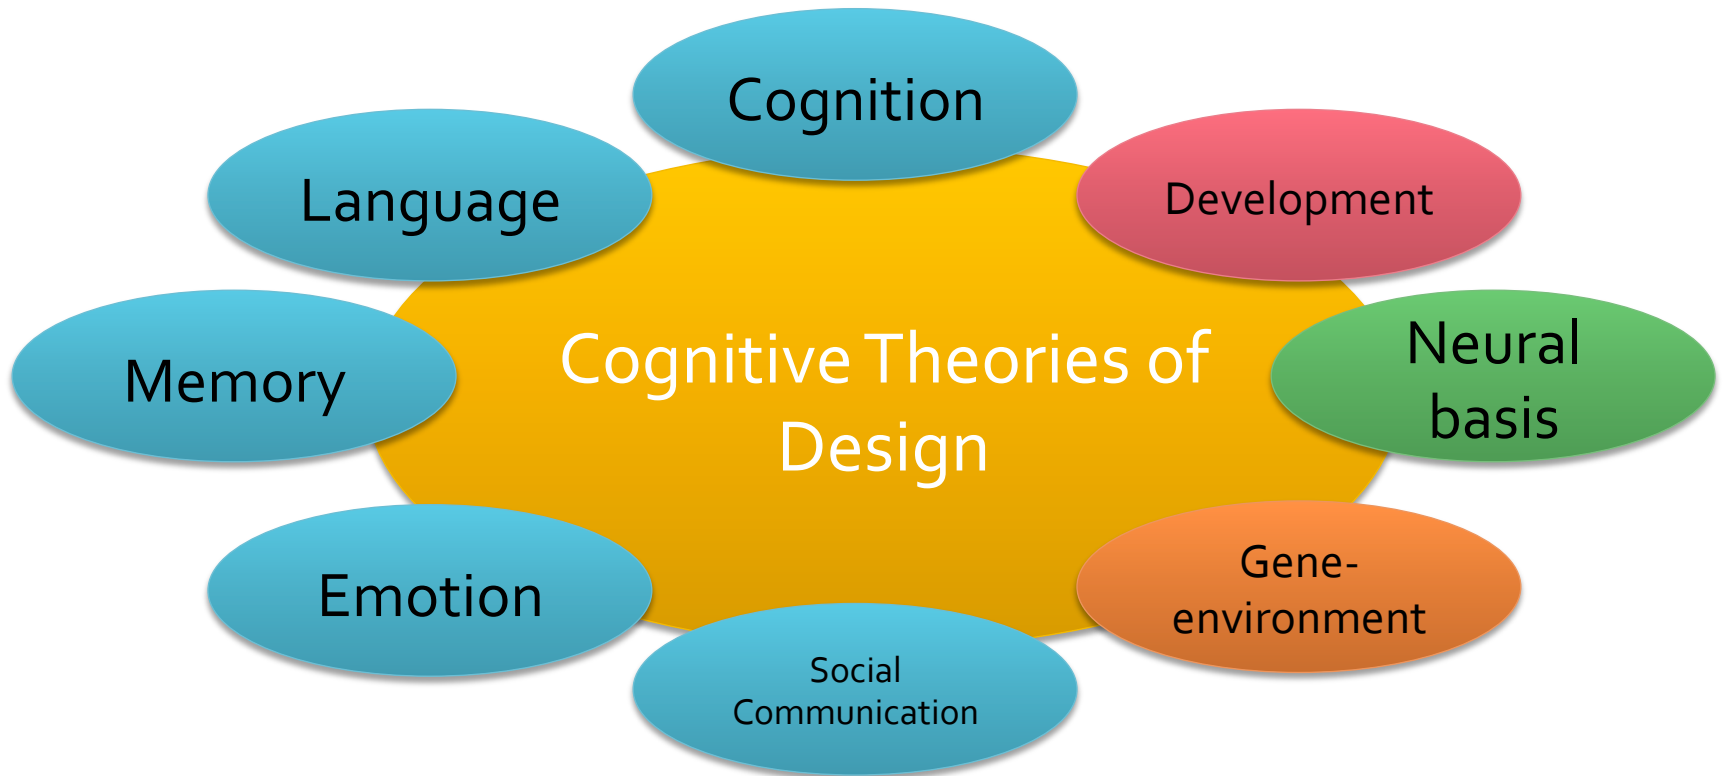 Cognition
Language
Development
Memory
Cognitive Theories of
Design
Neural
basis
Emotion
Gene-
environment
Social
Communication